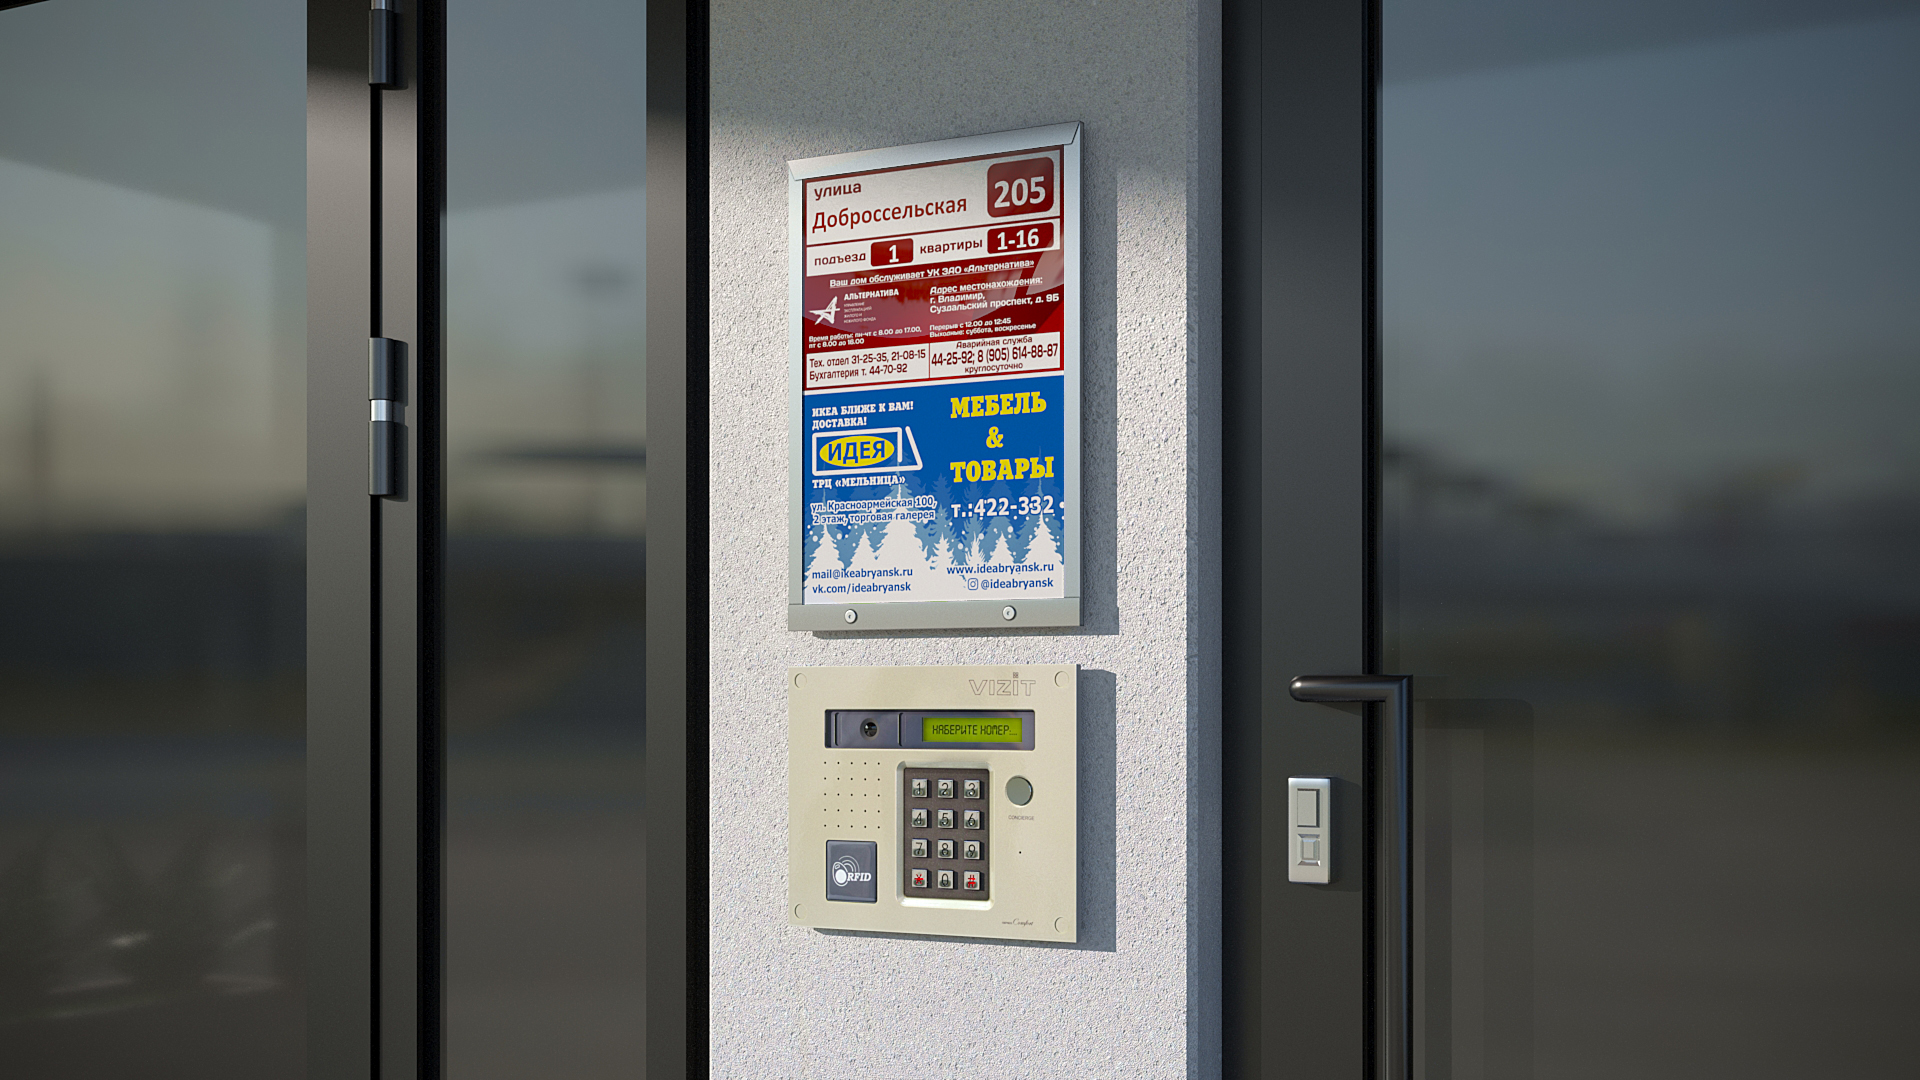 улица
Добросcельская
205
подъезд 1 квартиры 1-16
Ваш дом обслуживает УК ЗАО «Альтернатива»
АЛЬТЕРНАТИВА
Адрес местонахождения:
г. Владимир,
Суздальский проспект, д. 9Б
Время работы: пн-чт с 8.00 до 17.00,
пт с 8.00 до 16.00
Перерыв с 12.00 до 12:45
Выходные: суббота, воскресенье
Тех. отдел 31-25-35, 21-08-15
Бухгалтерия т. 44-70-92
Аварийная служба
44-25-92; 8 (905) 614-88-87
круглосуточно
ИКЕА БЛИЖЕ К ВАМ!
ДОСТАВКА!
ИДЕЯ
ТРЦ «МЕЛЬНИЦА»
ул. Красноармейская 100,
2 этаж, торговая галерея
МЕБЕЛЬ
&
ТОВАРЫ
т.:422-332
mail@ikeabryansk.ru
vk.com/ideabryansk
www.ideabryansk.ru
@ideabryansk
VIZIT
НАБЕРИТЕ НОМЕР...
1 2 3
4 5 6
7 8 9
* 0 #
CONCIERGE
RFID